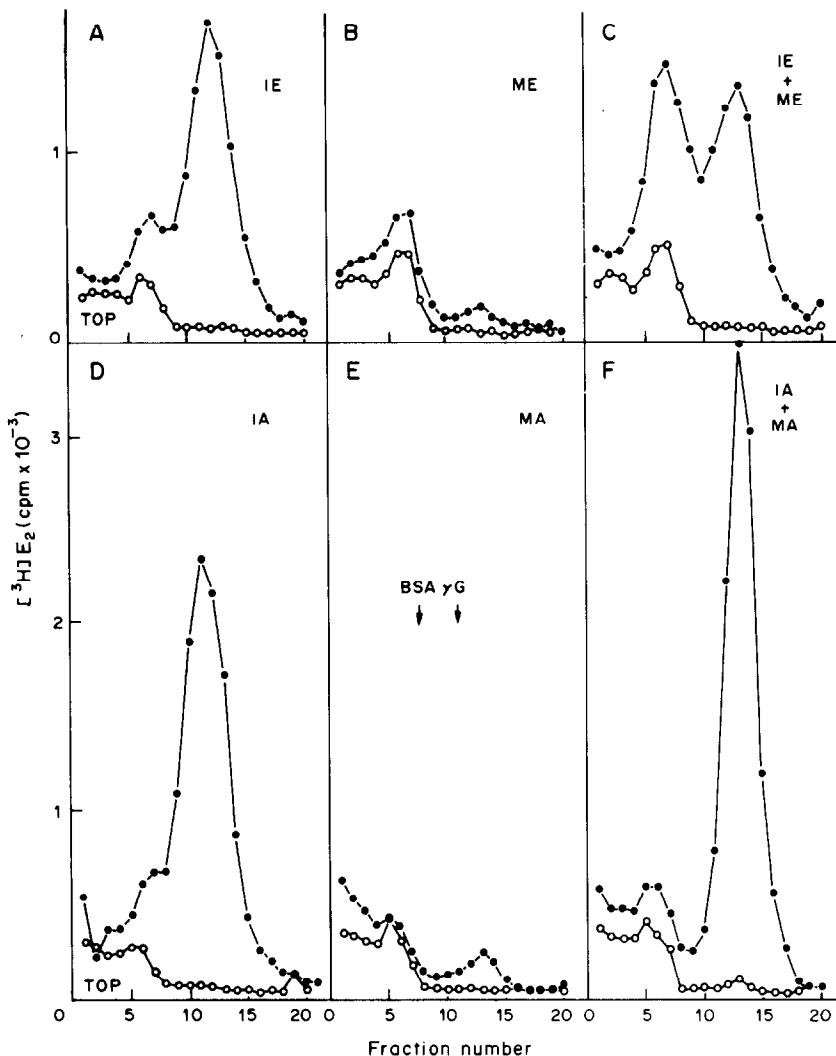 A
IE
B
ME
C
IE
+
ME
1
0
TOP
D
IA
E
MA
F
IA
+
MA
3
2
1
0
BSA γG
TOP
[³H] E₂ (cpm x 10⁻³)
0 5 10 15 20
0 5 10 15 20
0 5 10 15 20
Fraction number